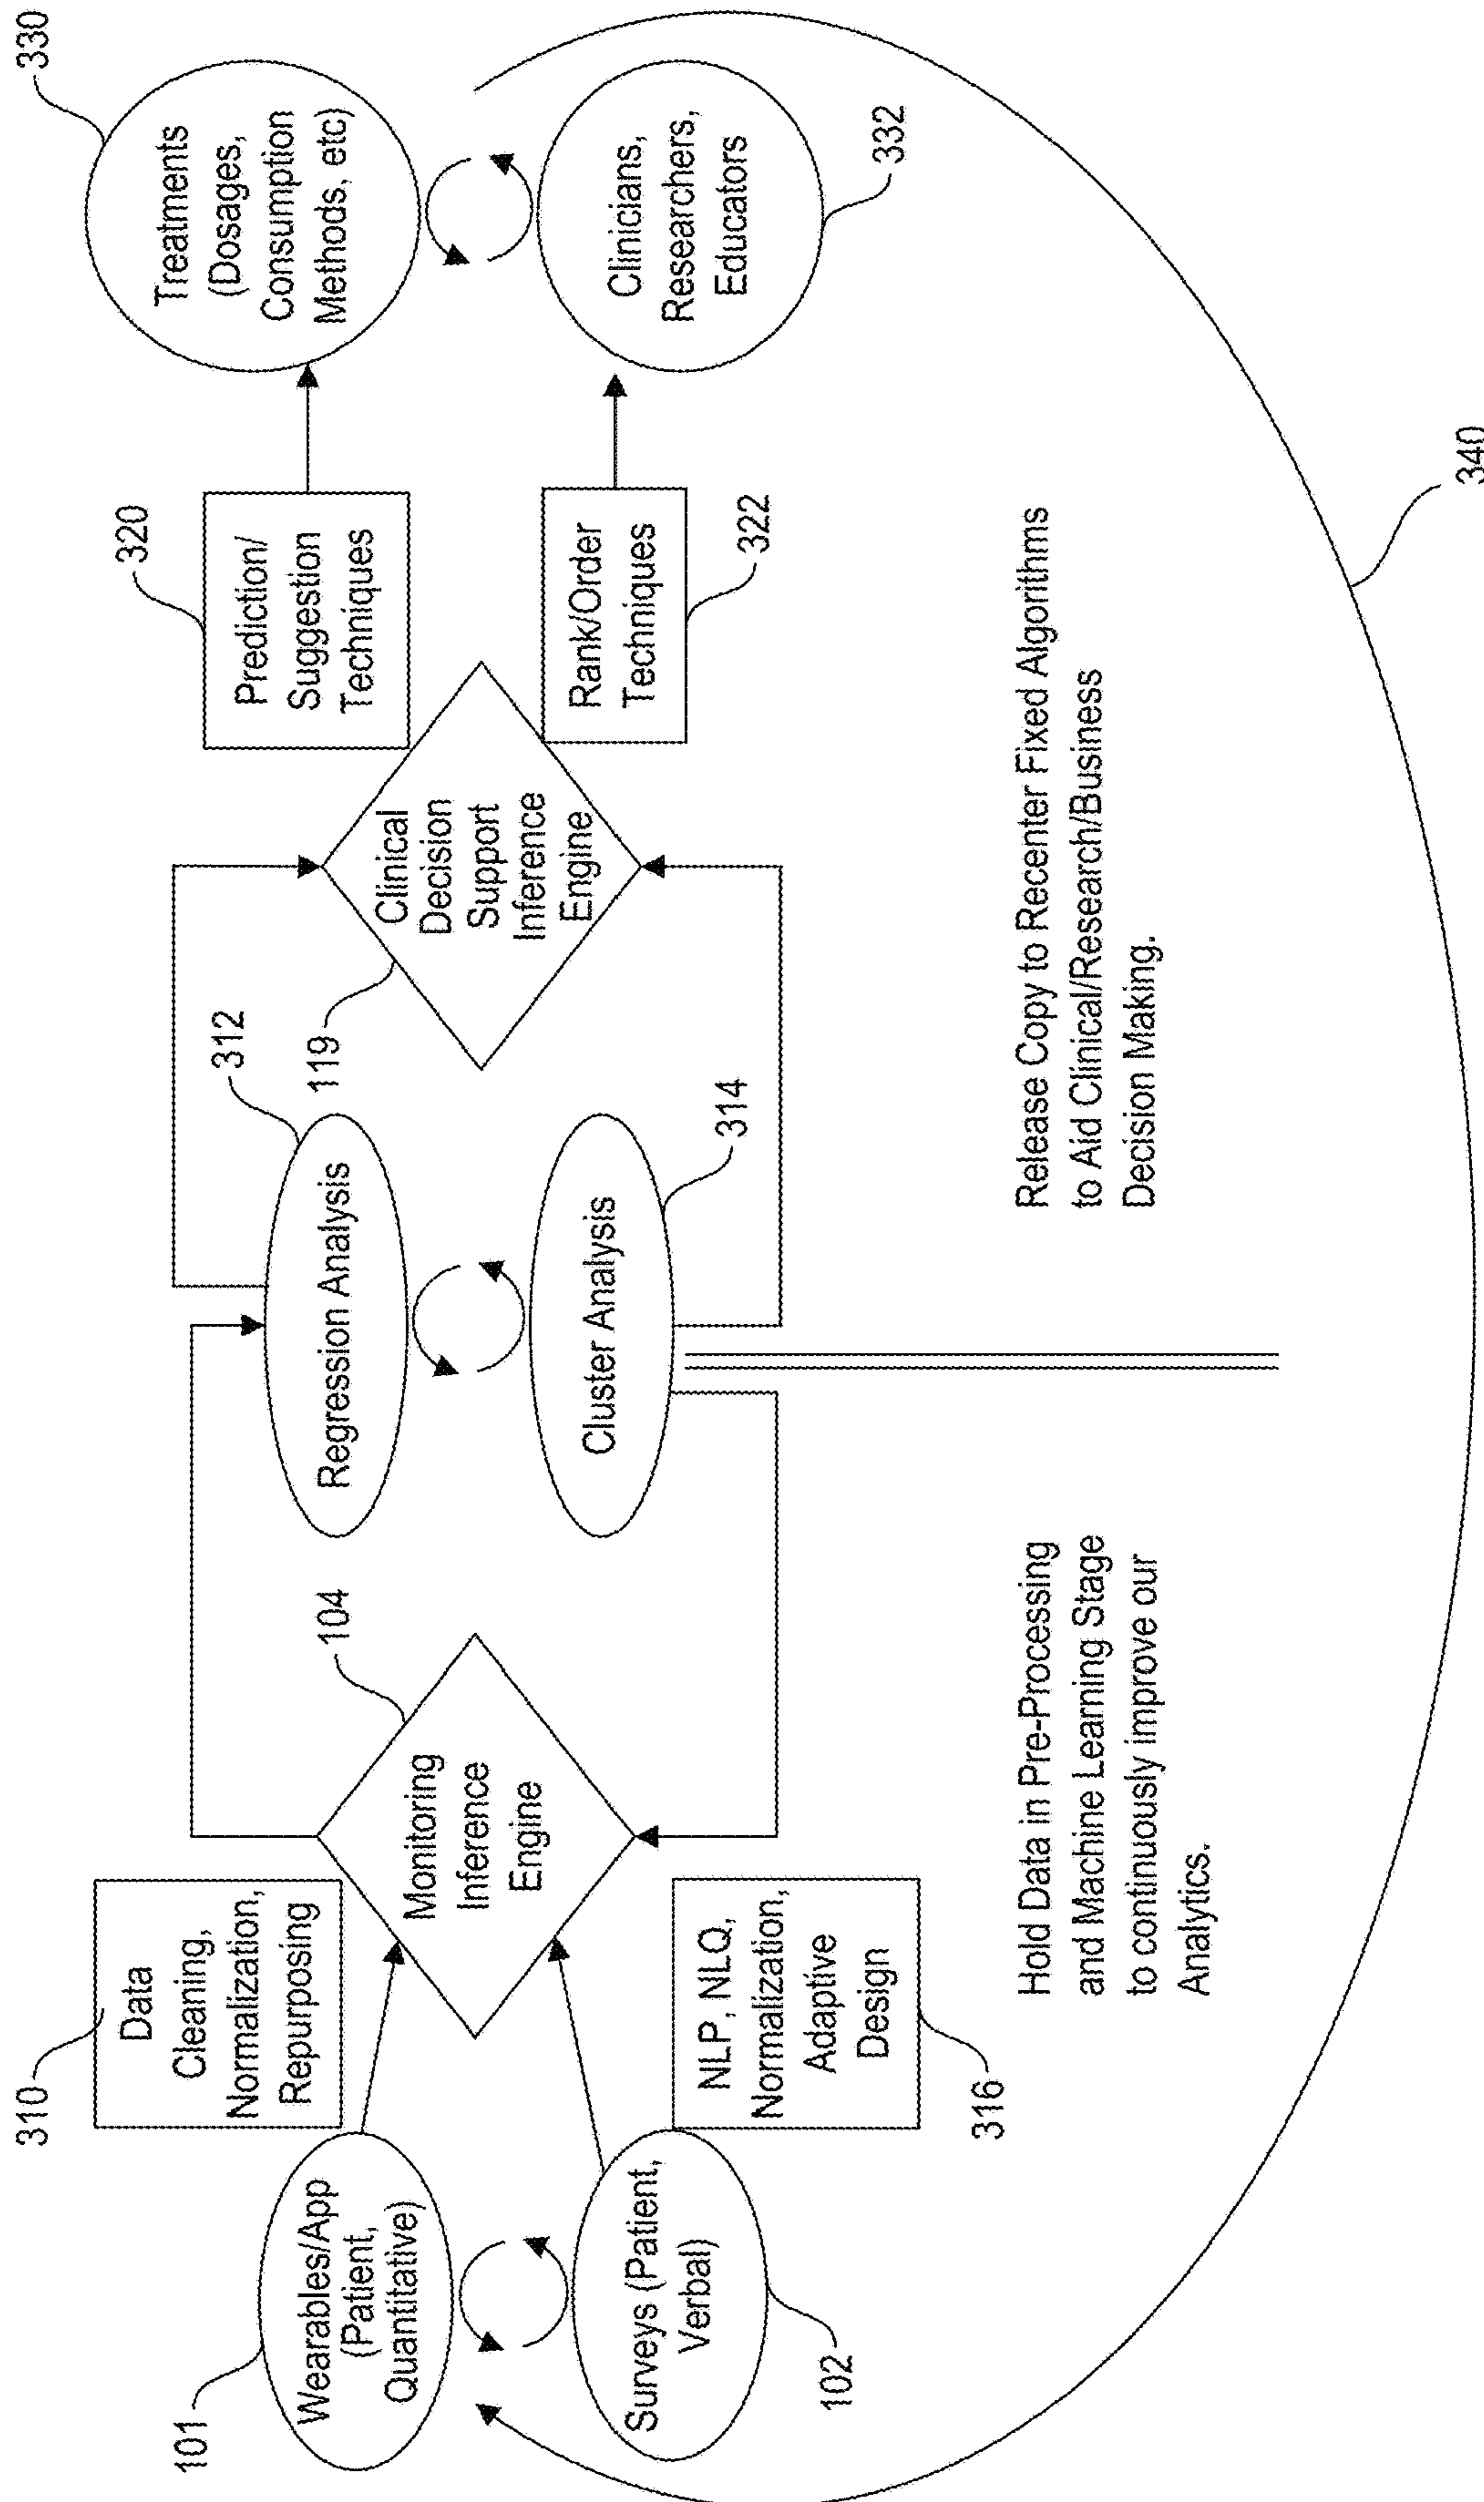 310
Data
Cleaning,
Normalization,
Repurposing
101
Wearables/App
(Patient,
Quantitative)
Surveys (Patient,
Verbal)
102
NLP, NLQ,
Normalization,
Adaptive
Design
316
104
Monitoring
Inference
Engine
312
Regression Analysis
Cluster Analysis
314
119
Clinical
Decision
Support
Inference
Engine
320
Prediction/
Suggestion
Techniques
Rank/Order
Techniques
322
330
Treatments
(Dosages,
Consumption
Methods, etc)
Clinicians,
Researchers,
Educators
332
Hold Data in Pre-Processing
and Machine Learning Stage
to continuously improve our
Analytics.
Release Copy to Recenter Fixed Algorithms
to Aid Clinical/Research/Business
Decision Making.
340